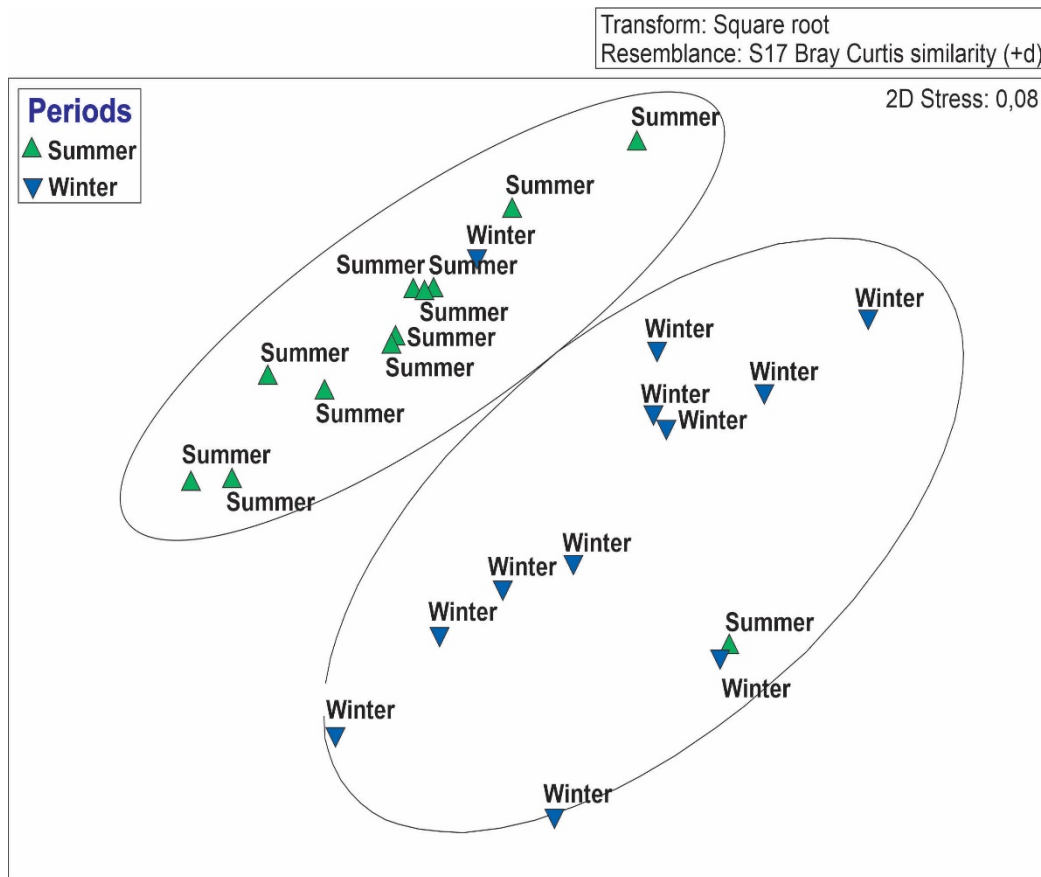 Transform: Square root
Resemblance: S17 Bray Curtis similarity (+d)
2D Stress: 0,08
Periods
Summer
Winter
Summer
Summer
Winter
Summer
Summer
Summer
Summer
Summer
Summer
Summer
Summer
Summer
Winter
Winter
Winter
Winter
Winter
Winter
Winter
Winter
Summer
Winter
Winter
Winter